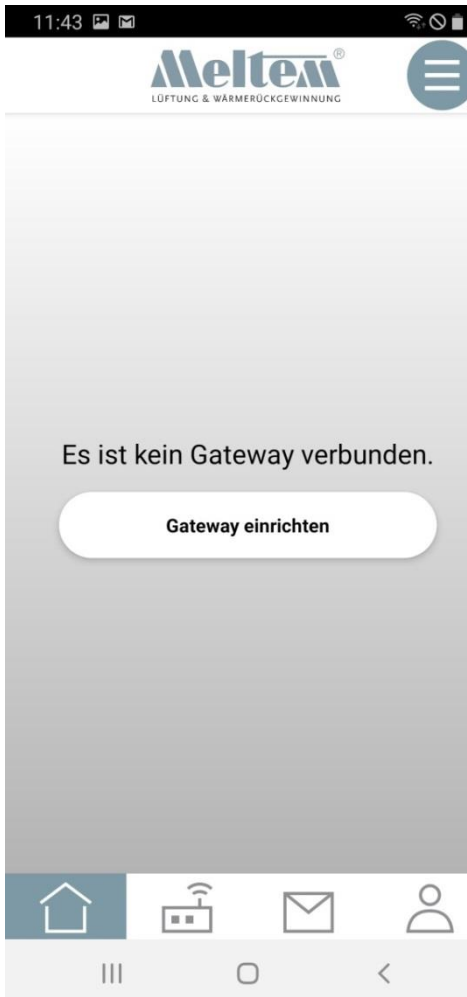 11:43
Meltem®
LÜFTUNG & WÄRMERÜCKGEWINNUNG
Es ist kein Gateway verbunden.
Gateway einrichten